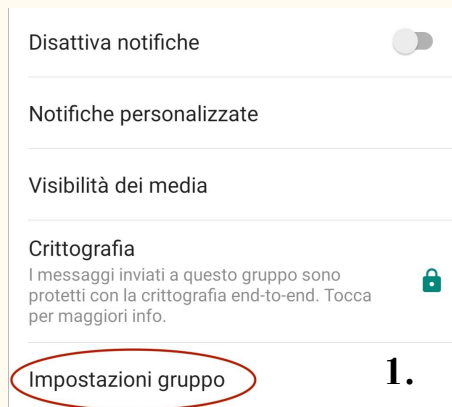 Disattiva notifiche
Notifiche personalizzate
Visibilità dei media
Crittografia
I messaggi inviati a questo gruppo sono
protetti con la crittografia end-to-end. Tocca
per maggiori info.
Impostazioni gruppo 1.